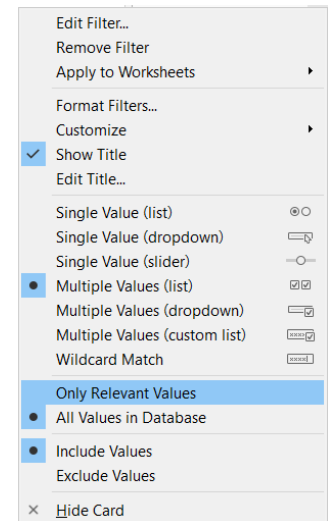 Edit Filter...
Remove Filter
Apply to Worksheets
Format Filters...
Customize
Show Title
Edit Title...
Single Value (list)
Single Value (dropdown)
Single Value (slider)
Multiple Values (list)
Multiple Values (dropdown)
Multiple Values (custom list)
Wildcard Match
Only Relevant Values
All Values in Database
Include Values
Exclude Values
Hide Card